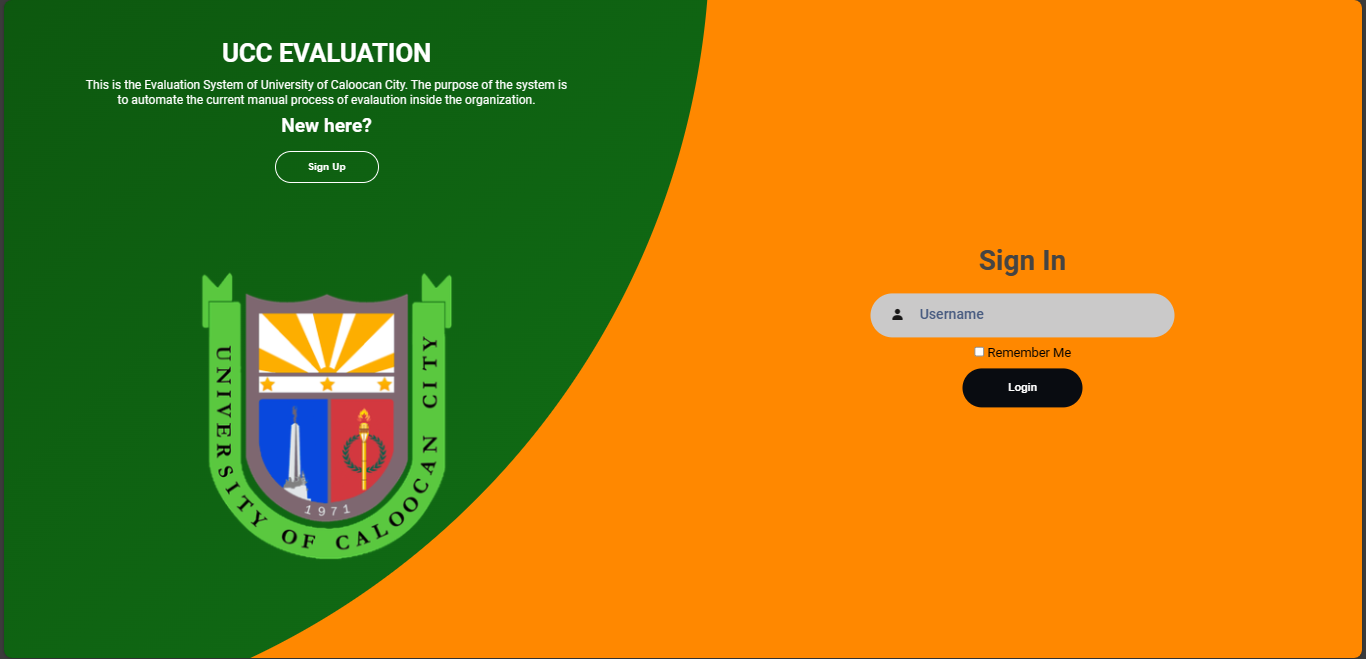 UCC EVALUATION
This is the Evaluation System of University of Caloocan City. The purpose of the system is
to automate the current manual process of evalaution inside the organization.
New here?
Sign Up
UNIVERSITY OF CALOOCAN CITY
1971
Sign In
Username
Remember Me
Login